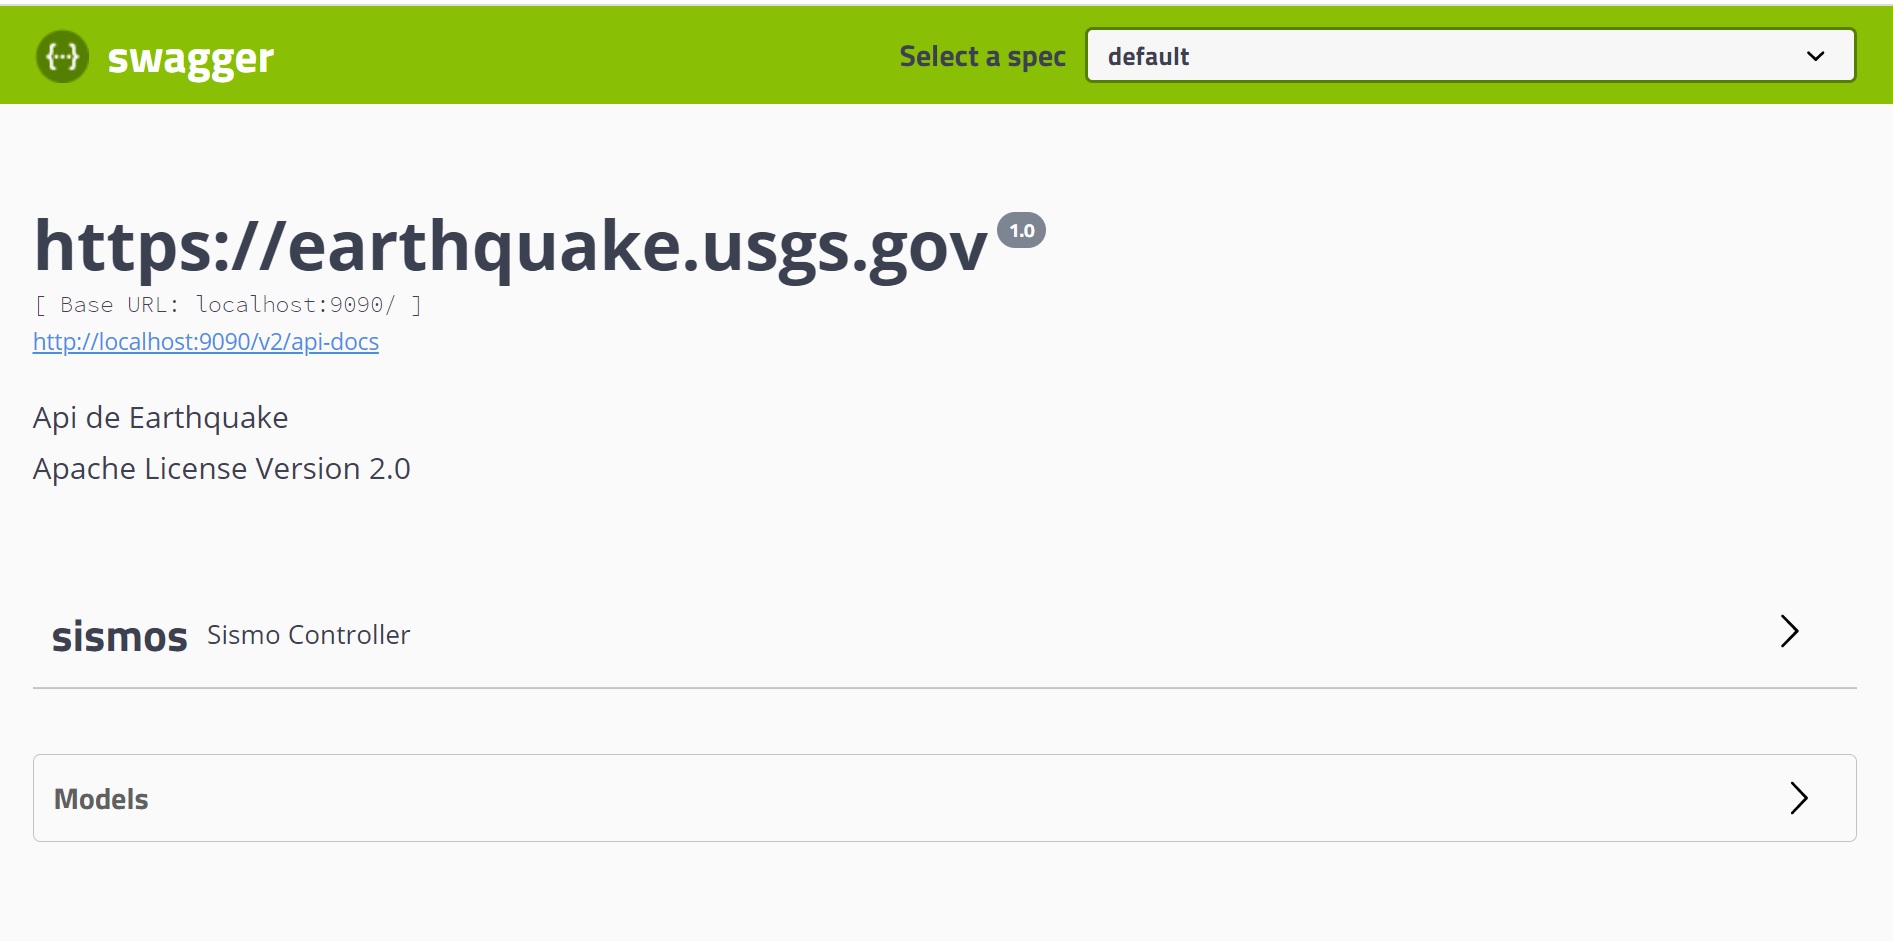 {···} swagger
Select a spec default
https://earthquake.usgs.gov 1.0
[ Base URL: localhost:9090/ ]
http://localhost:9090/v2/api-docs
Api de Earthquake
Apache License Version 2.0
sismos Sismo Controller
Models